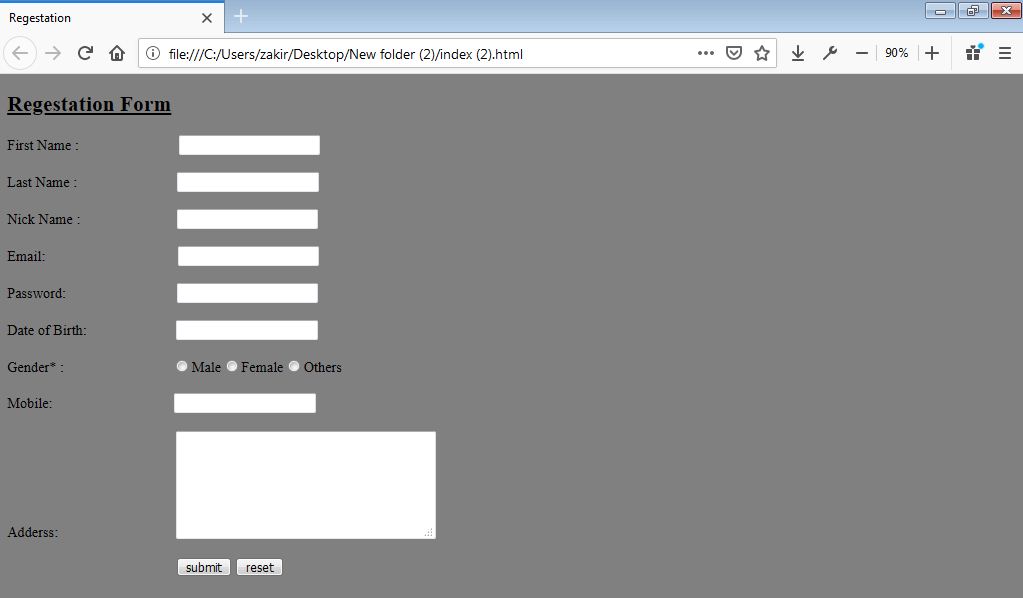 Regestation
file:///C:/Users/zakir/Desktop/New folder (2)/index (2).html
90%
Regestation Form
First Name :
Last Name :
Nick Name :
Email:
Password:
Date of Birth:
Gender* : Male Female Others
Mobile:
Adderss:
submit reset